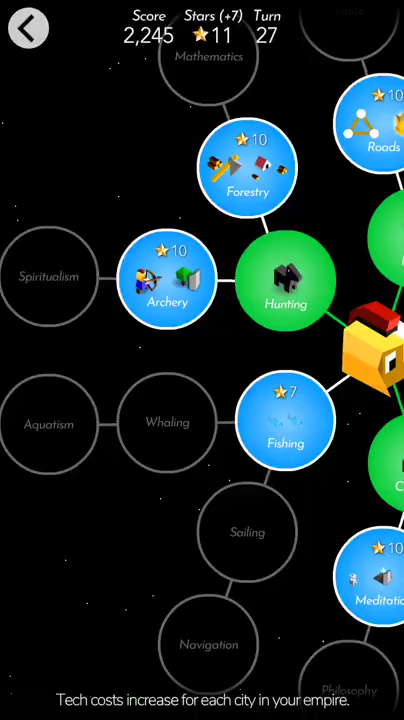 Score
Stars (+7)
Turn
2,245
11
27
Mathematics
10
Roads
10
Forestry
10
Archery
Spiritualism
Hunting
7
Fishing
Whaling
Aquatism
Sailing
10
Meditatio
Navigation
Philosophy
Tech costs increase for each city in your empire.